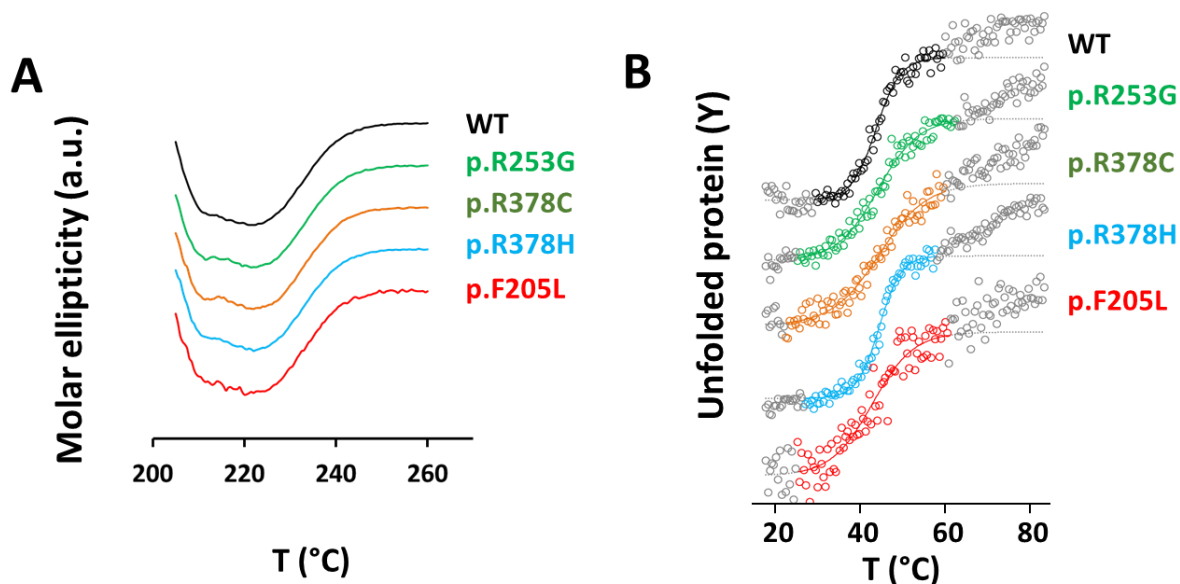 A
Molar ellipticity (a.u.)
WT
p.R253G
p.R378C
p.R378H
p.F205L
200 220 240 260
T (°C)
B
Unfolded protein (Y)
WT
p.R253G
p.R378C
p.R378H
p.F205L
20 40 60 80
T (°C)